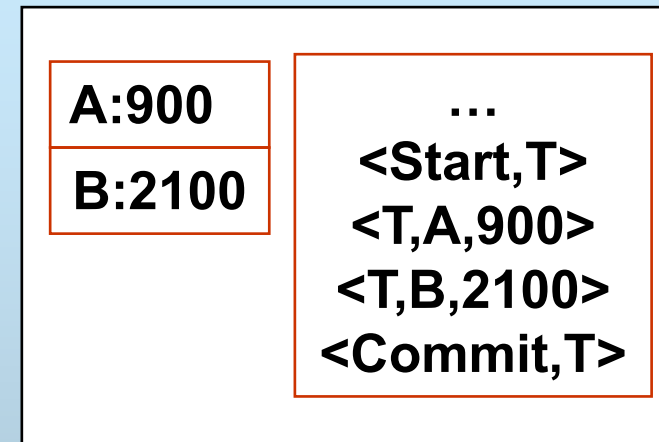 A:900
B:2100
…
<Start,T>
<T,A,900>
<T,B,2100>
<Commit,T>